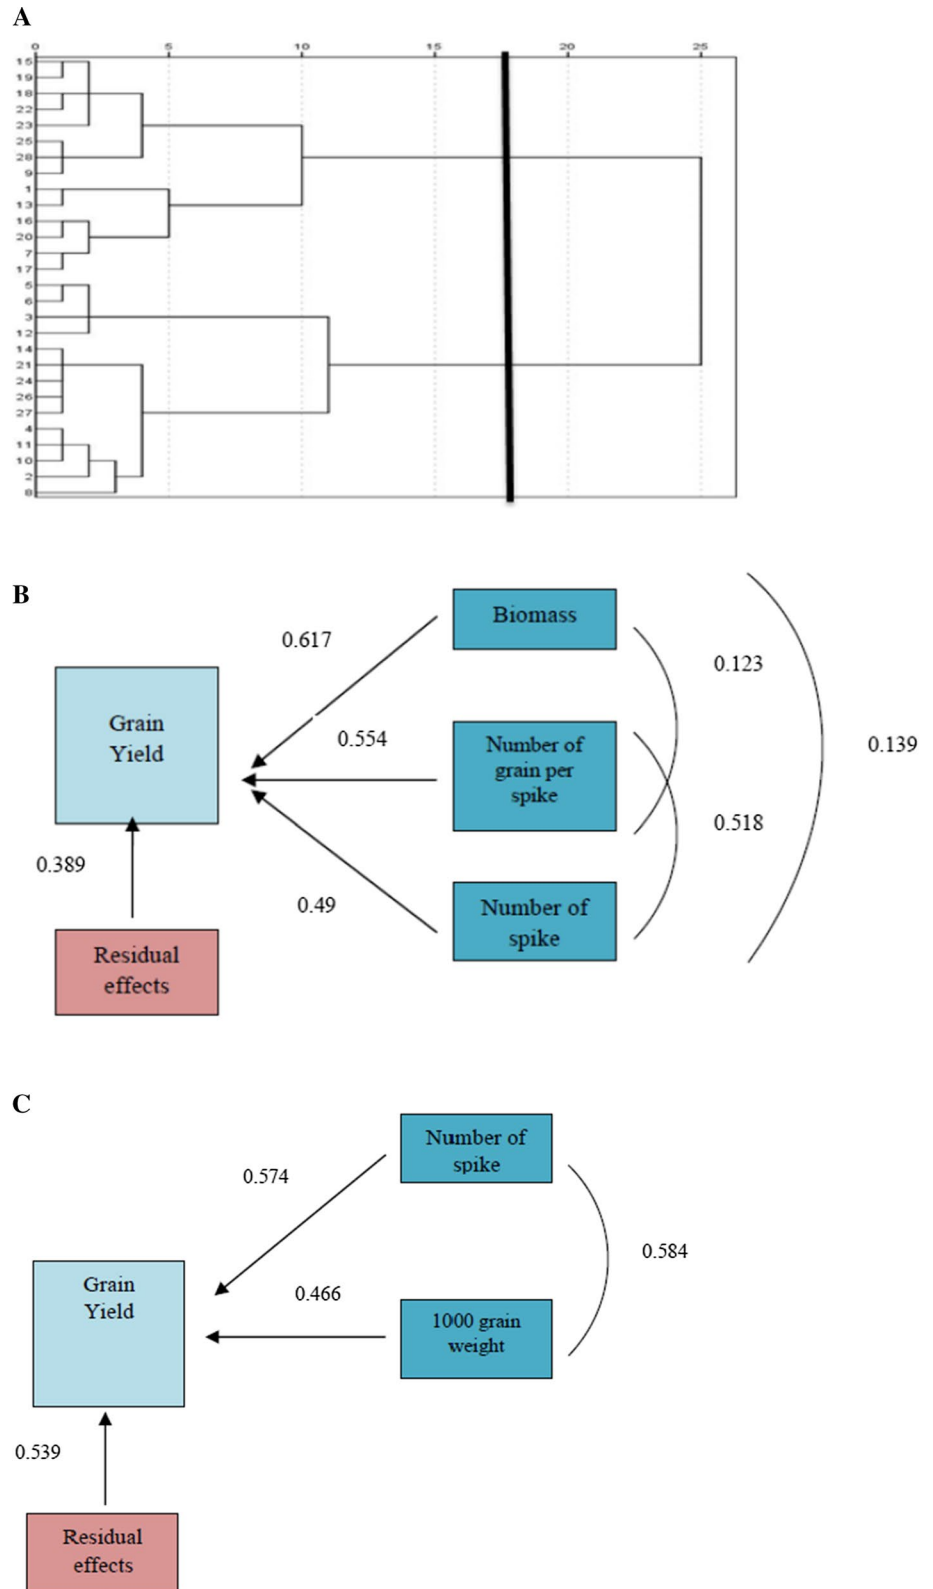 A
0 5 10 15 20 25
15
19
18
22
23
25
28
9
1
13
16
20
7
17
5
6
3
12
14
21
24
26
27
4
11
10
2
8
B
Biomass
0.617
0.123
Grain
Yield
0.554
Number of
grain per
spike
0.139
0.518
0.389
0.49
Number of
spike
Residual
effects
C
Number of
spike
0.574
0.584
Grain
Yield
0.466
1000 grain
weight
0.539
Residual
effects